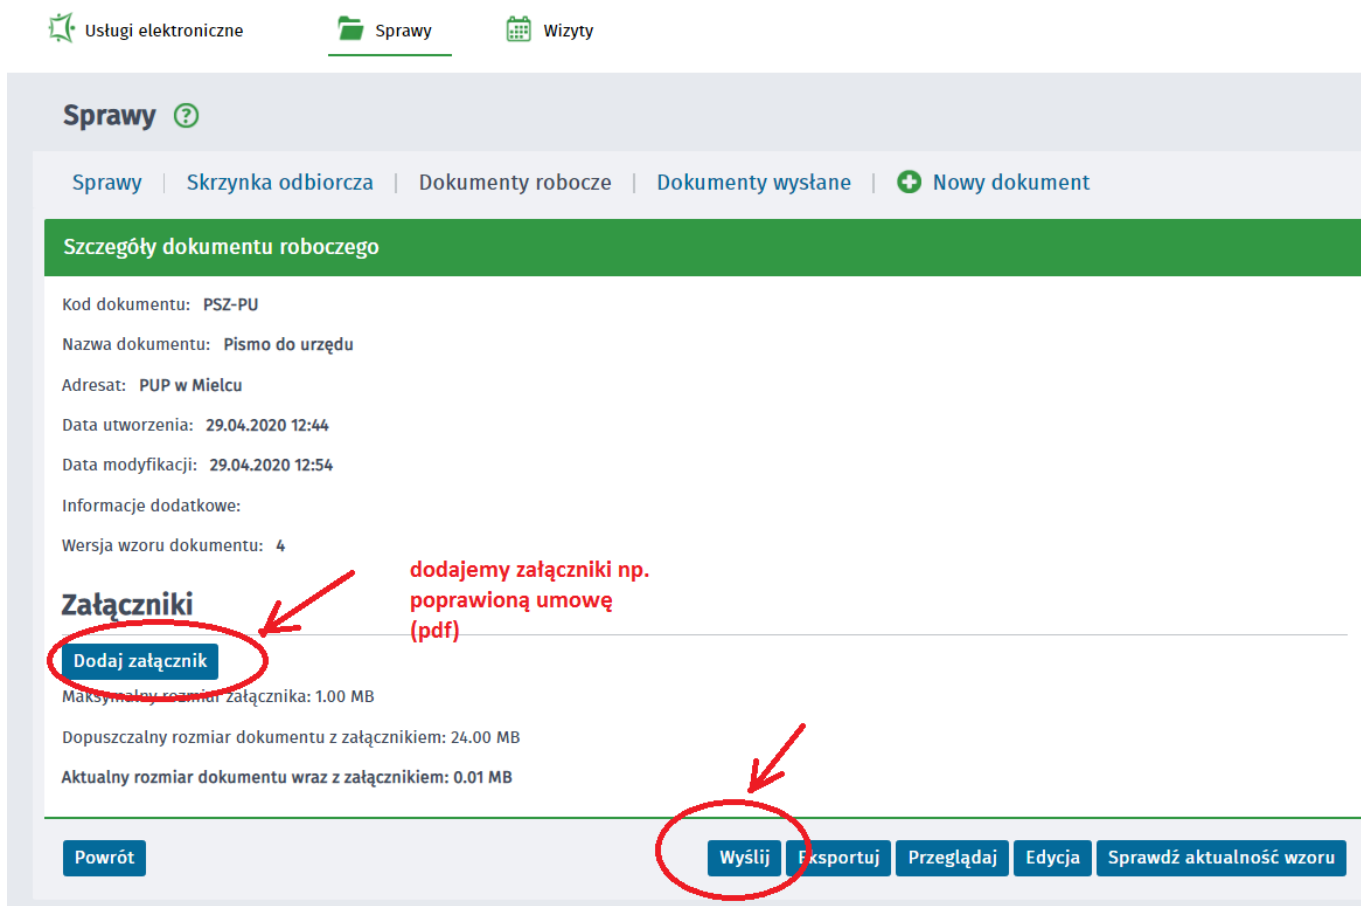 Usługi elektroniczne Sprawy Wizyty
Sprawy ?
Sprawy | Skrzynka odbiorcza | Dokumenty robocze | Dokumenty wysłane | Nowy dokument
Szczegóły dokumentu roboczego
Kod dokumentu: PSZ-PU
Nazwa dokumentu: Pismo do urzędu
Adresat: PUP w Mielcu
Data utworzenia: 29.04.2020 12:44
Data modyfikacji: 29.04.2020 12:54
Informacje dodatkowe:
Wersja wzoru dokumentu: 4
dodajemy załączniki np.
poprawioną umowę
(pdf)
Załączniki
Dodaj załącznik
Maksymalny rozmiar załącznika: 1.00 MB
Dopuszczalny rozmiar dokumentu z załącznikiem: 24.00 MB
Aktualny rozmiar dokumentu wraz z załącznikiem: 0.01 MB
Powrót Wyślij Eksportuj Przeglądaj Edycja Sprawdź aktualność wzoru